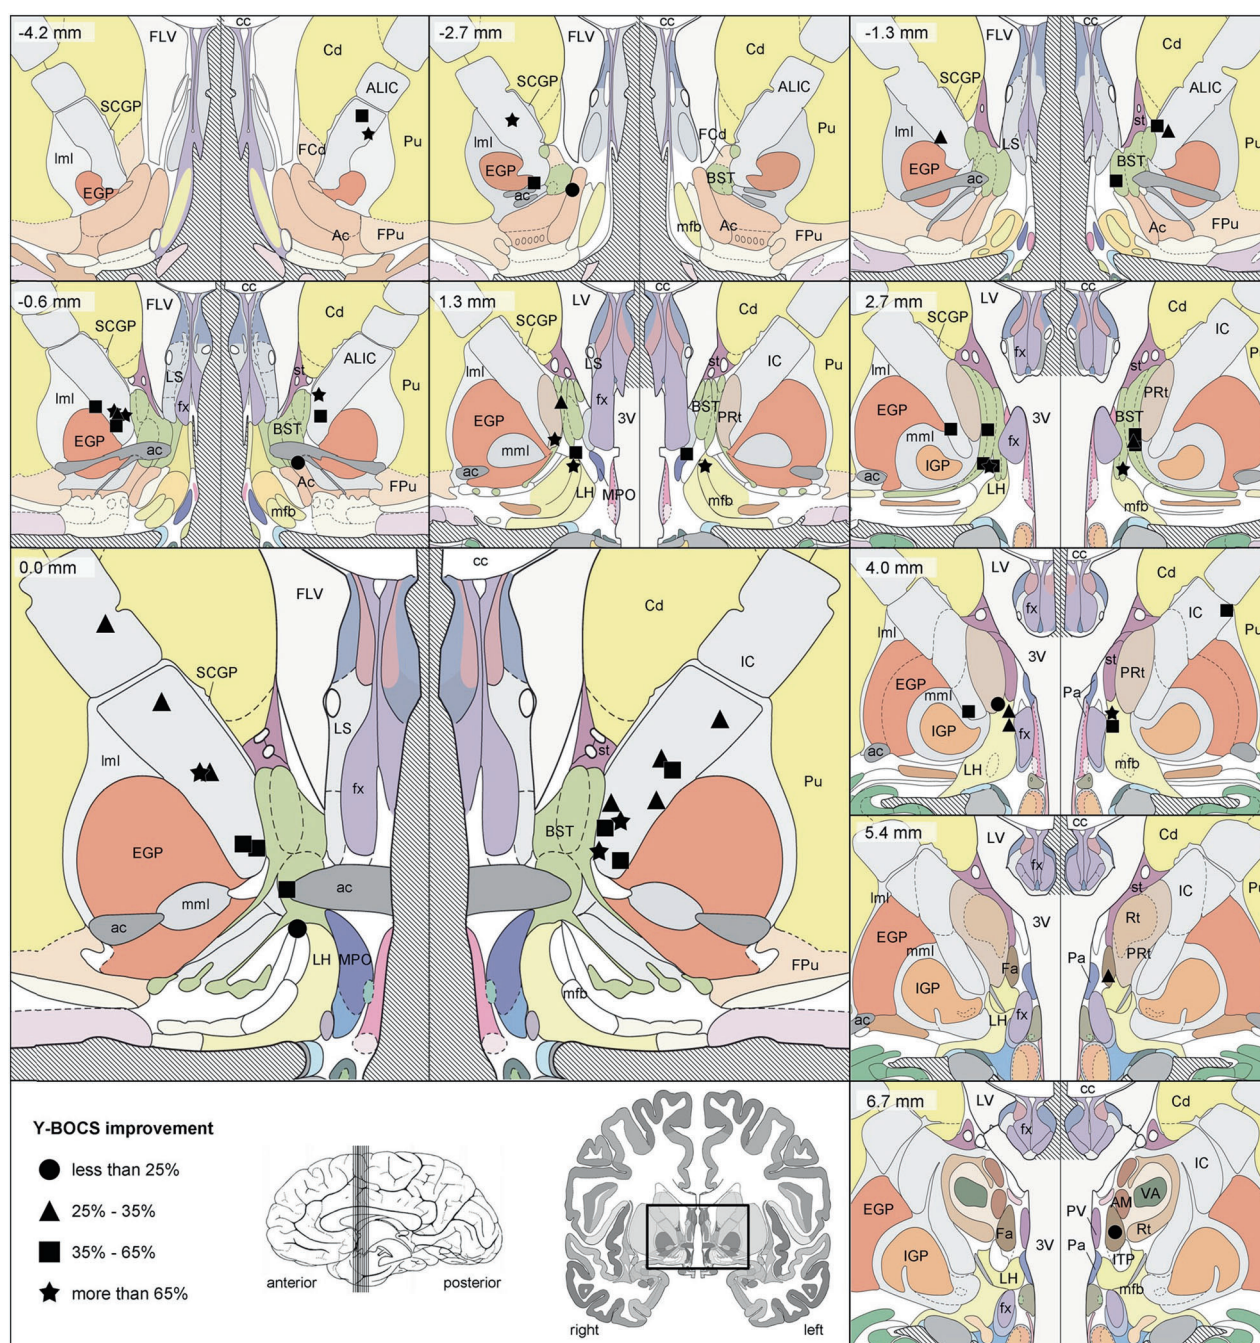 -4.2 mm
FLV
cc
Cd
ALIC
SCGP
lml
EGP
FCd
Pu
Ac
FPu
-2.7 mm
FLV
cc
Cd
SCGP
ALIC
lml
EGP
ac
FCd
BST
Pu
mfb
Ac
FPu
-1.3 mm
FLV
cc
Cd
SCGP
ALIC
lml
LS
st
EGP
BST
Pu
ac
Ac
FPu
-0.6 mm
FLV
cc
Cd
SCGP
ALIC
LS
st
Pu
lml
fx
EGP
BST
ac
Ac
FPu
mfb
1.3 mm
LV
cc
Cd
SCGP
LS
st
IC
lml
Pu
EGP
fx
BST
PRt
3V
mml
ac
LH
MPO
mfb
2.7 mm
LV
cc
Cd
SCGP
fx
IC
lml
st
Pu
EGP
BST
PRt
3V
fx
mml
IGP
ac
LH
mfb
0.0 mm
FLV
cc
Cd
SCGP
IC
LS
st
lml
Pu
fx
EGP
BST
ac
mml
ac
LH
MPO
mfb
FPu
4.0 mm
LV
cc
Cd
fx
IC
lml
3V
st
Pu
EGP
Pa
PRt
mml
IGP
fx
ac
LH
mfb
5.4 mm
LV
cc
Cd
fx
lml
st
IC
Pu
3V
Rt
EGP
mml
Fa
Pa
PRt
IGP
LH
fx
ac
6.7 mm
LV
cc
Cd
fx
IC
AM
VA
EGP
PV
Fa
Rt
IGP
3V
Pa
ITP
LH
mfb
fx
Y-BOCS improvement
less than 25%
25% - 35%
35% - 65%
more than 65%
anterior
posterior
right
left